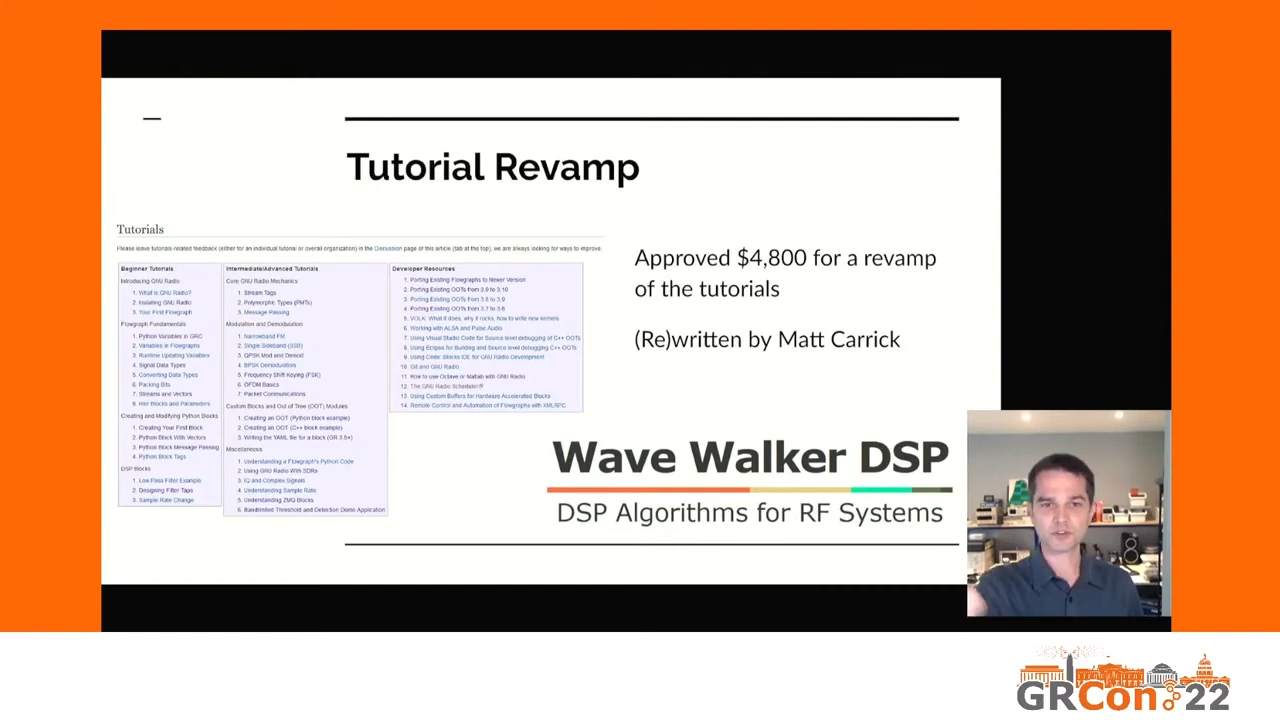 Tutorial Revamp
Tutorials
Please leave tutorials-related feedback (either for an individual tutorial or overall organization) in the Discussion page of this article (tab at the top), we are always looking for ways to improve.
Beginner Tutorials
Introducing GNU Radio
1. What is GNU Radio?
2. Installing GNU Radio
3. Your First Flowgraph
Flowgraph Fundamentals
1. Python Variables in GRC
2. Variables in Flowgraphs
3. Runtime Updating Variables
4. Signal Data Types
5. Converting Data Types
6. Packing Bits
7. Streams and Vectors
8. Hier Blocks and Parameters
Creating and Modifying Python Blocks
1. Creating Your First Block
2. Python Block With Vectors
3. Python Block Message Passing
4. Python Block Tags
DSP Blocks
1. Low Pass Filter Example
2. Designing Filter Taps
3. Sample Rate Change
Intermediate/Advanced Tutorials
Core GNU Radio Mechanics
1. Stream Tags
2. Polymorphic Types (PMTs)
3. Message Passing
Modulation and Demodulation
1. Narrowband FM
2. Single Sideband (SSB)
3. QPSK Mod and Demod
4. BPSK Demodulation
5. Frequency Shift Keying (FSK)
6. OFDM Basics
7. Packet Communications
Custom Blocks and Out of Tree (OOT) Modules
1. Creating an OOT (Python block example)
2. Creating an OOT (C++ block example)
3. Writing the YAML file for a block (GR 3.8+)
Miscellaneous
1. Understanding a Flowgraph's Python Code
2. Using GNU Radio With SDRs
3. IQ and Complex Signals
4. Understanding Sample Rate
5. Understanding ZMQ Blocks
6. Bandlimited Threshold and Detection Demo Application
Developer Resources
1. Porting Existing Flowgraphs to Newer Version
2. Porting Existing OOTs from 3.9 to 3.10
3. Porting Existing OOTs from 3.8 to 3.9
4. Porting Existing OOTs from 3.7 to 3.8
5. VOLK: What it does, why it rocks, how to write new kernels
6. Working with ALSA and Pulse Audio
7. Using Visual Studio Code for Source level debugging of C++ OOTs
8. Using Eclipse for Building and Source level debugging C++ OOTs
9. Using Code::Blocks IDE for GNU Radio Development
10. Git and GNU Radio
11. How to use Octave or Matlab with GNU Radio
12. The GNU Radio Scheduler
13. Using Custom Buffers for Hardware Accelerated Blocks
14. Remote Control and Automation of Flowgraphs with XMLRPC
Approved $4,800 for a revamp
of the tutorials
(Re)written by Matt Carrick
Wave Walker DSP
DSP Algorithms for RF Systems
GRCon 22